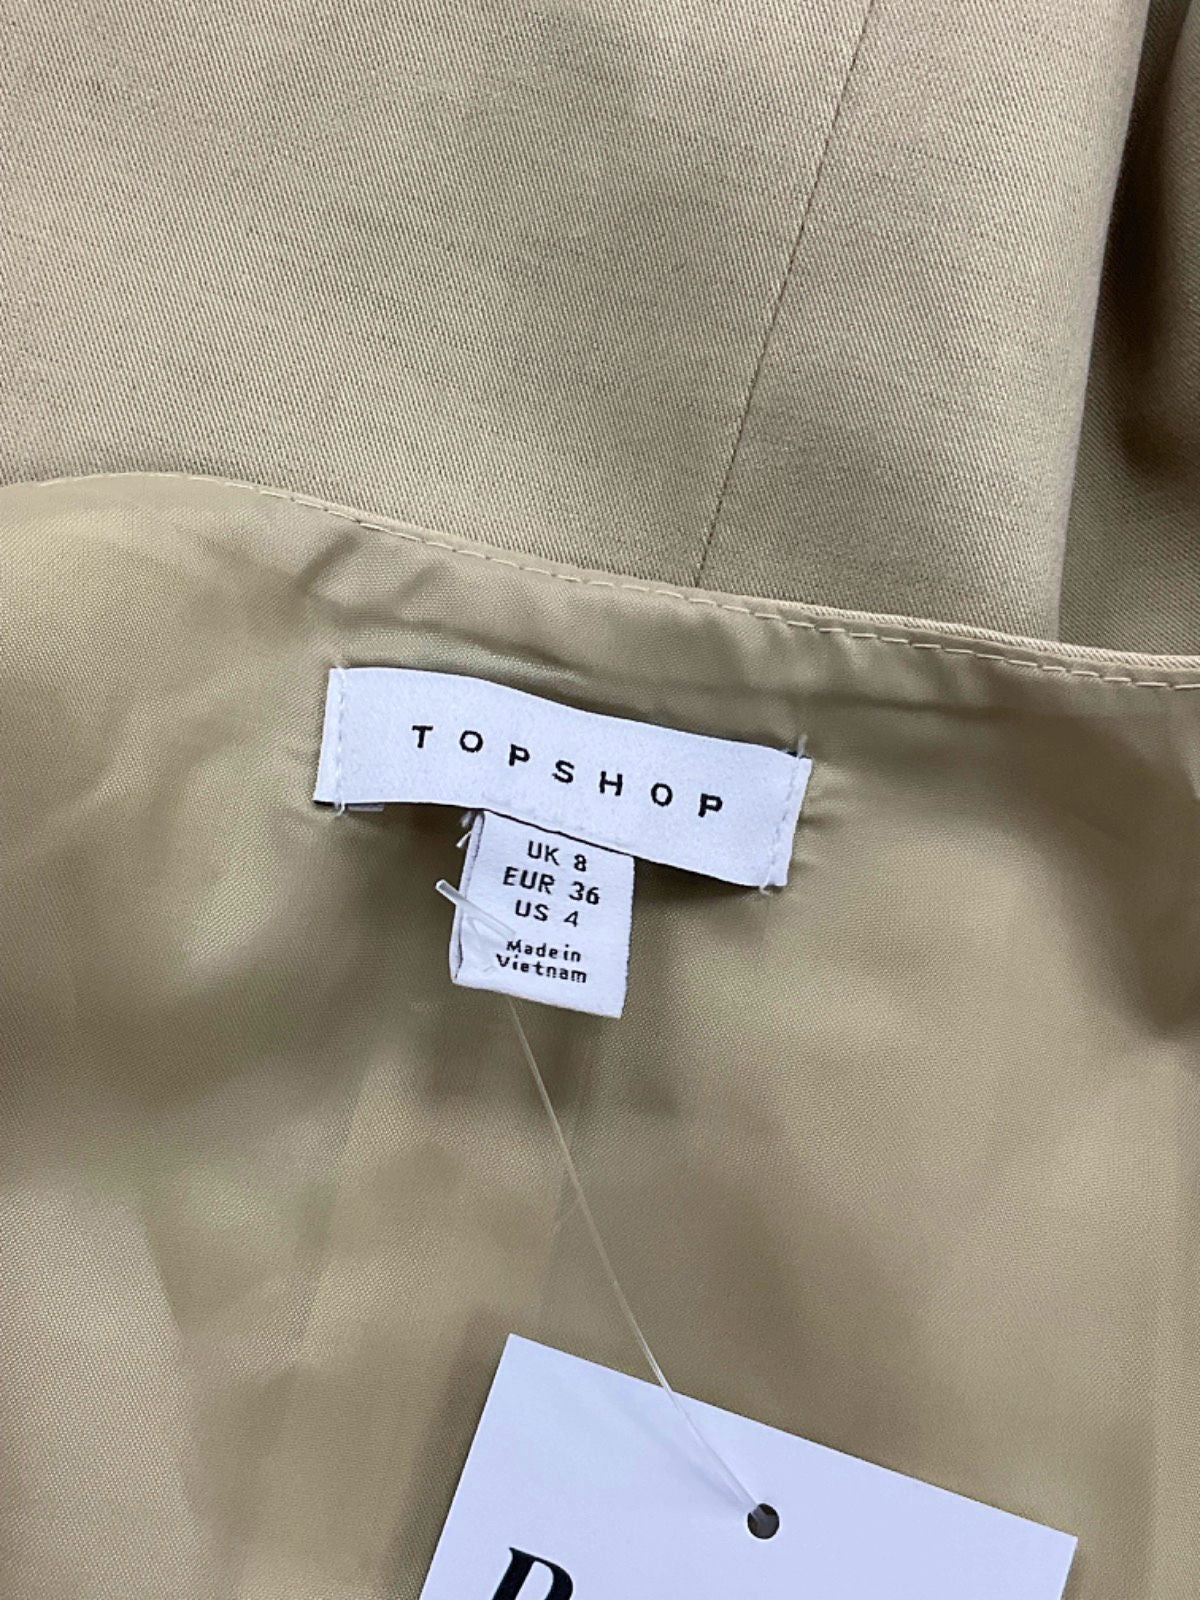 TOPSHOP
UK 8
EUR 36
US 4
Made in
Vietnam